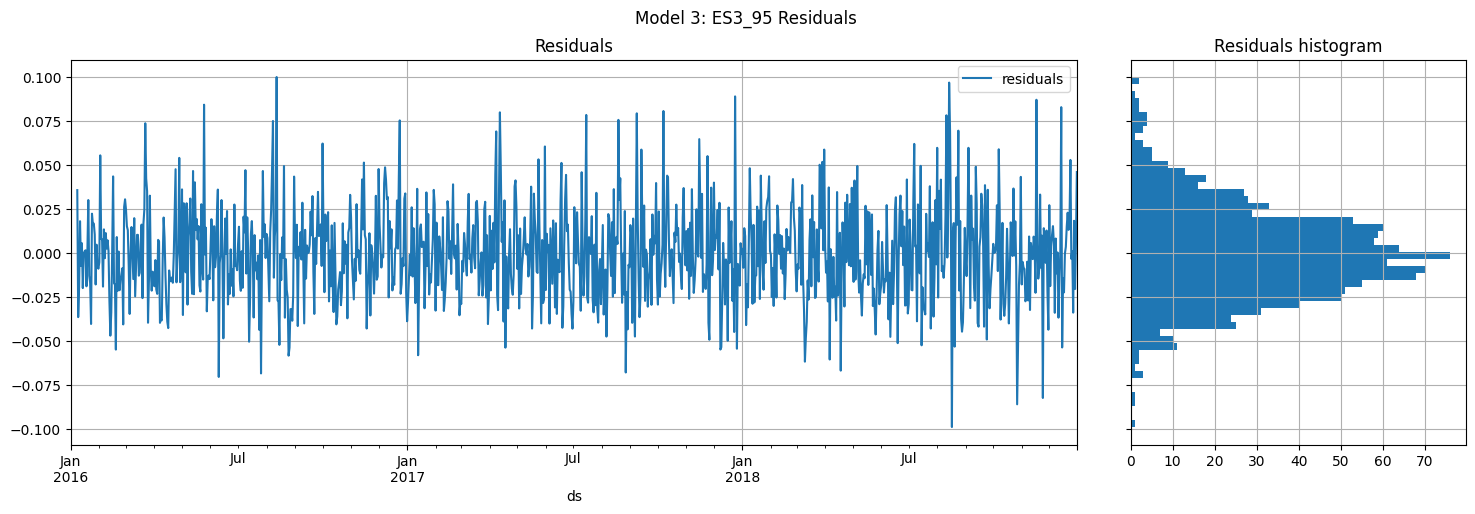 Model 3: ES3_95 Residuals
Residuals
Residuals histogram
residuals
0.100
0.075
0.050
0.025
0.000
−0.025
−0.050
−0.075
−0.100
Jan
2016
Jul
Jan
2017
Jul
Jan
2018
Jul
ds
0 10 20 30 40 50 60 70